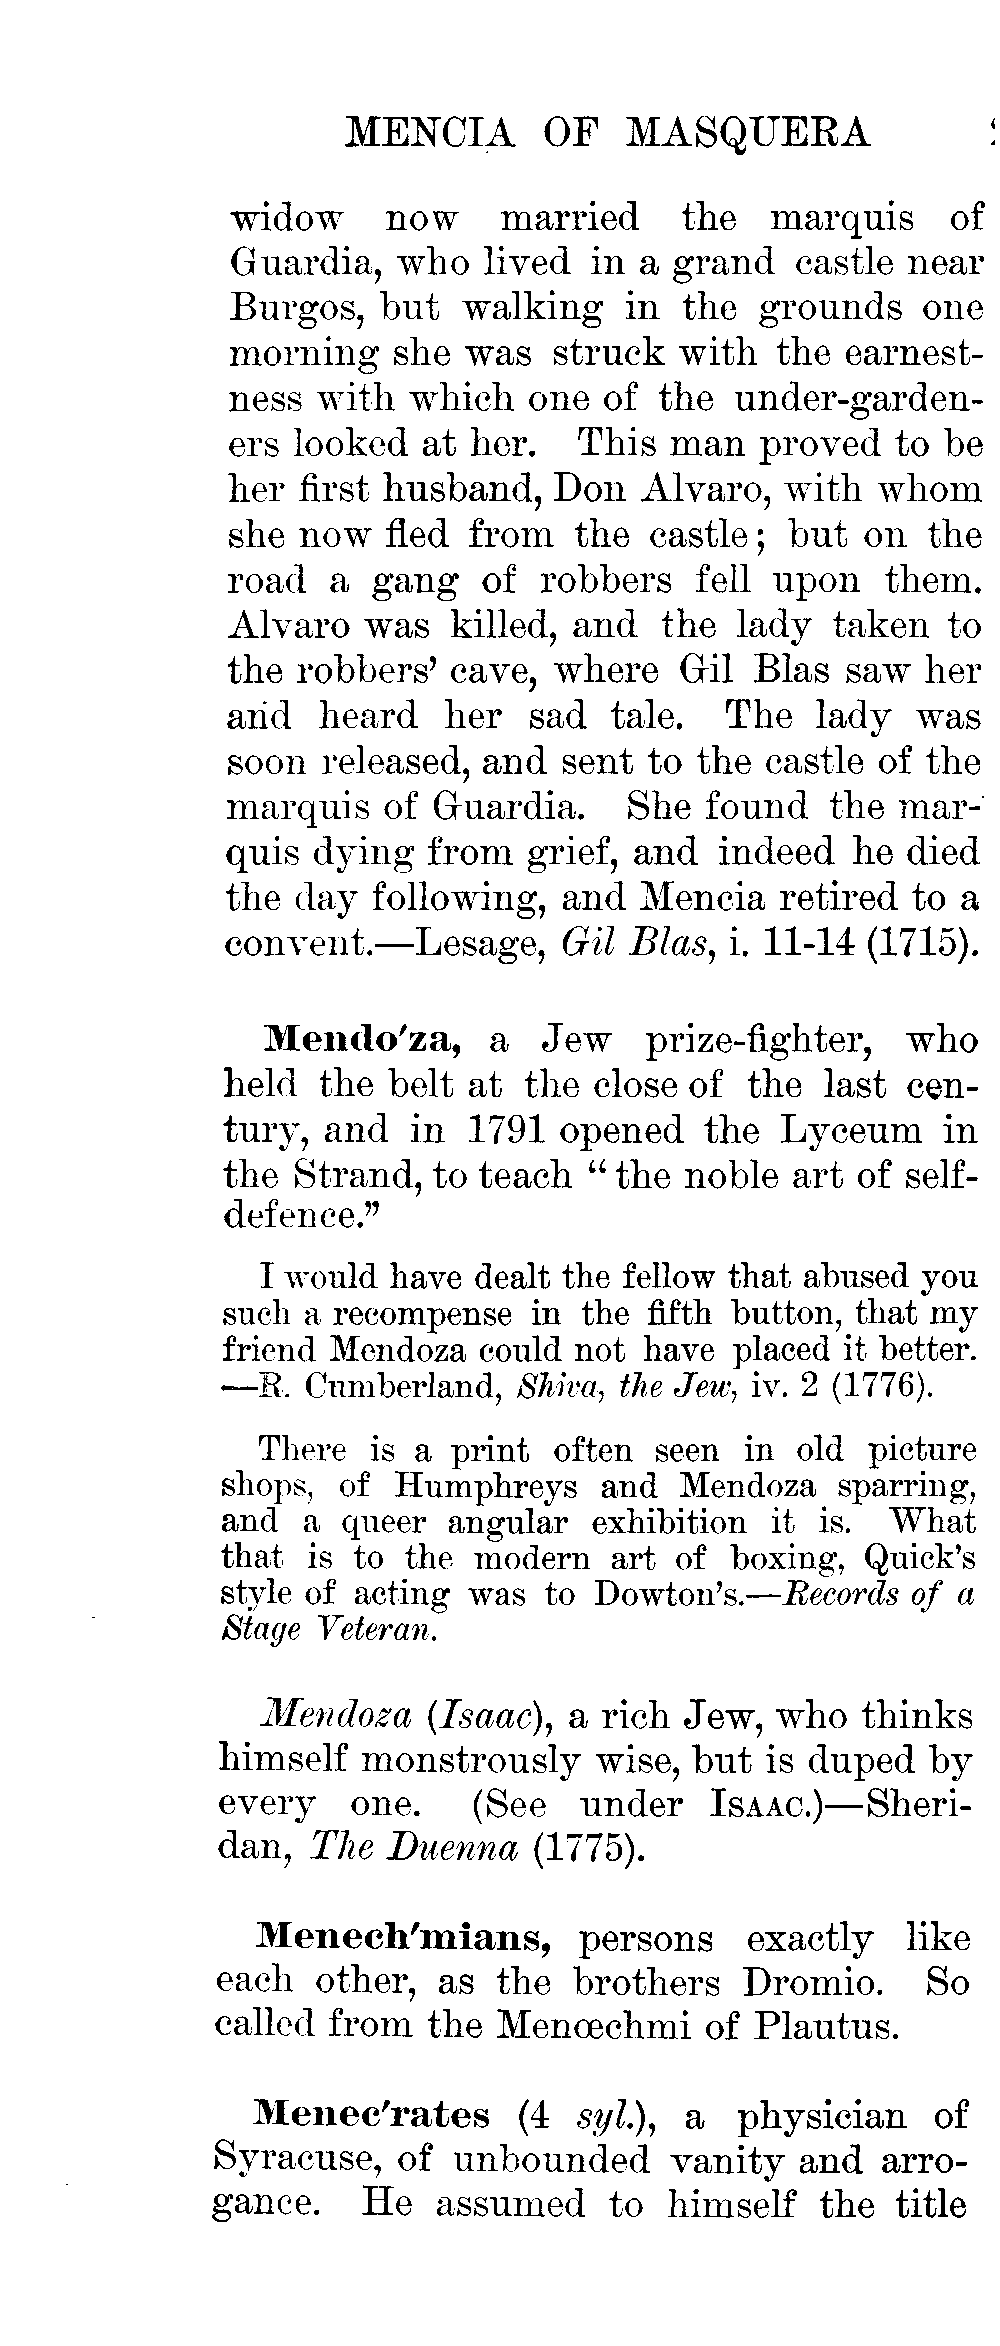 MENCIA OF MASQUERA
widow now married the marquis of
Guardia, who lived in a grand castle near
Burgos, but walking in the grounds one
morning she was struck with the earnest-
ness with which one of the under-garden-
ers looked at her. This man proved to be
her first husband, Don Alvaro, with whom
she now fled from the castle; but on the
road a gang of robbers fell upon them.
Alvaro was killed, and the lady taken to
the robbers' cave, where Gil Blas saw her
and heard her sad tale. The lady was
soon released, and sent to the castle of the
marquis of Guardia. She found the mar-
quis dying from grief, and indeed he died
the day following, and Mencia retired to a
convent.—Lesage, Gil Blas, i. 11-14 (1715).
Mendo'za, a Jew prize-fighter, who
held the belt at the close of the last cen-
tury, and in 1791 opened the Lyceum in
the Strand, to teach “the noble art of self-
defence.”
I would have dealt the fellow that abused you
such a recompense in the fifth button, that my
friend Mendoza could not have placed it better.
—R. Cumberland, Shiva, the Jew, iv. 2 (1776).
There is a print often seen in old picture
shops, of Humphreys and Mendoza sparring,
and a queer angular exhibition it is. What
that is to the modern art of boxing, Quick's
style of acting was to Dowton's.—Records of a
Stage Veteran.
Mendoza (Isaac), a rich Jew, who thinks
himself monstrously wise, but is duped by
every one. (See under ISAAC.)—Sheri-
dan, The Duenna (1775).
Menech'mians, persons exactly like
each other, as the brothers Dromio. So
called from the Menœchmi of Plautus.
Menec'rates (4 syl.), a physician of
Syracuse, of unbounded vanity and arro-
gance. He assumed to himself the title